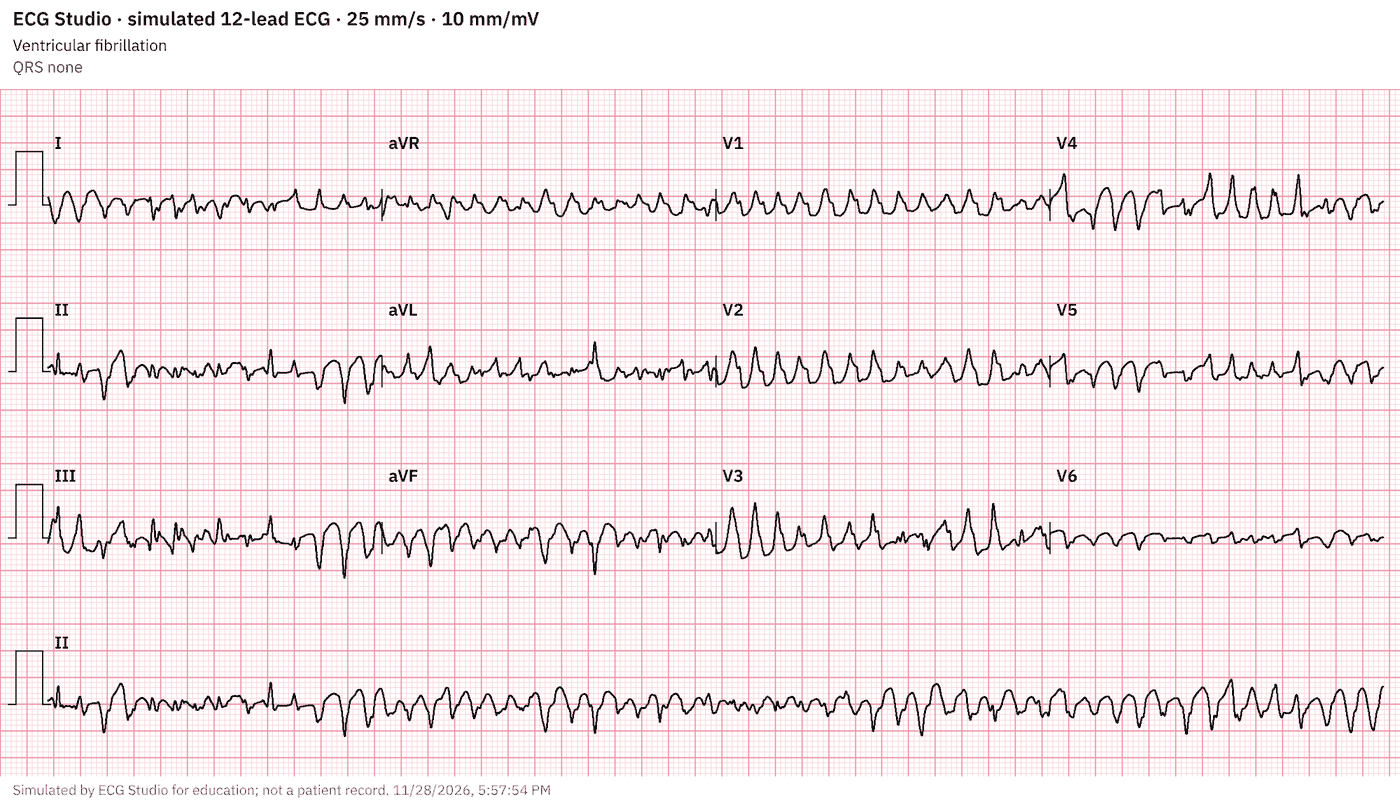 ECG Studio · simulated 12-lead ECG · 25 mm/s · 10 mm/mV
Ventricular fibrillation
QRS none
I aVR V1 V4
II aVL V2 V5
III aVF V3 V6
II
Simulated by ECG Studio for education; not a patient record. 11/28/2026, 5:57:54 PM